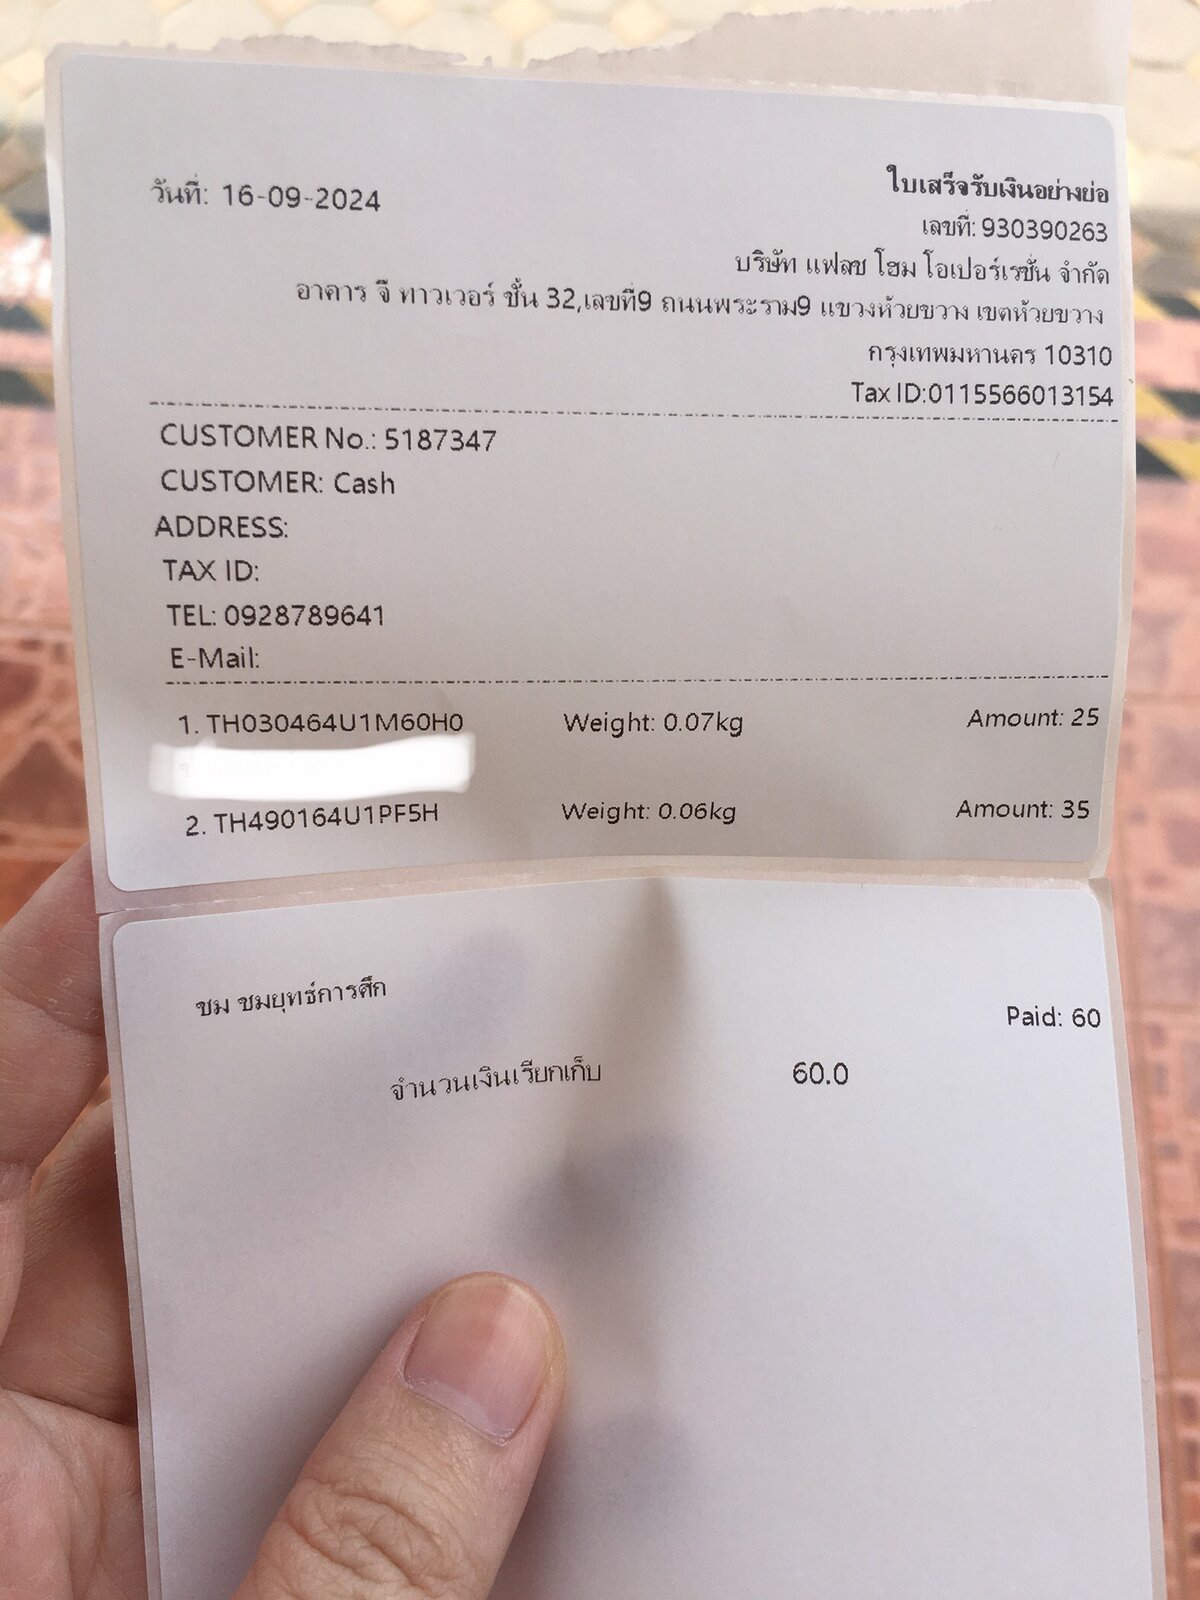 วันที่: 16-09-2024
ใบเสร็จรับเงินอย่างย่อ
เลขที่: 930390263
บริษัท แฟลช โฮม โอเปอร์เรชั่น จำกัด
อาคาร จี ทาวเวอร์ ชั้น 32,เลขที่9 ถนนพระราม9 แขวงห้วยขวาง เขตห้วยขวาง
กรุงเทพมหานคร 10310
Tax ID:0115566013154
CUSTOMER No.: 5187347
CUSTOMER: Cash
ADDRESS:
TAX ID:
TEL: 0928789641
E-Mail:
1. TH030464U1M60H0 Weight: 0.07kg Amount: 25
2. TH490164U1PF5H Weight: 0.06kg Amount: 35
ชม ชมยุทธ์การศึก
Paid: 60
จำนวนเงินเรียกเก็บ 60.0